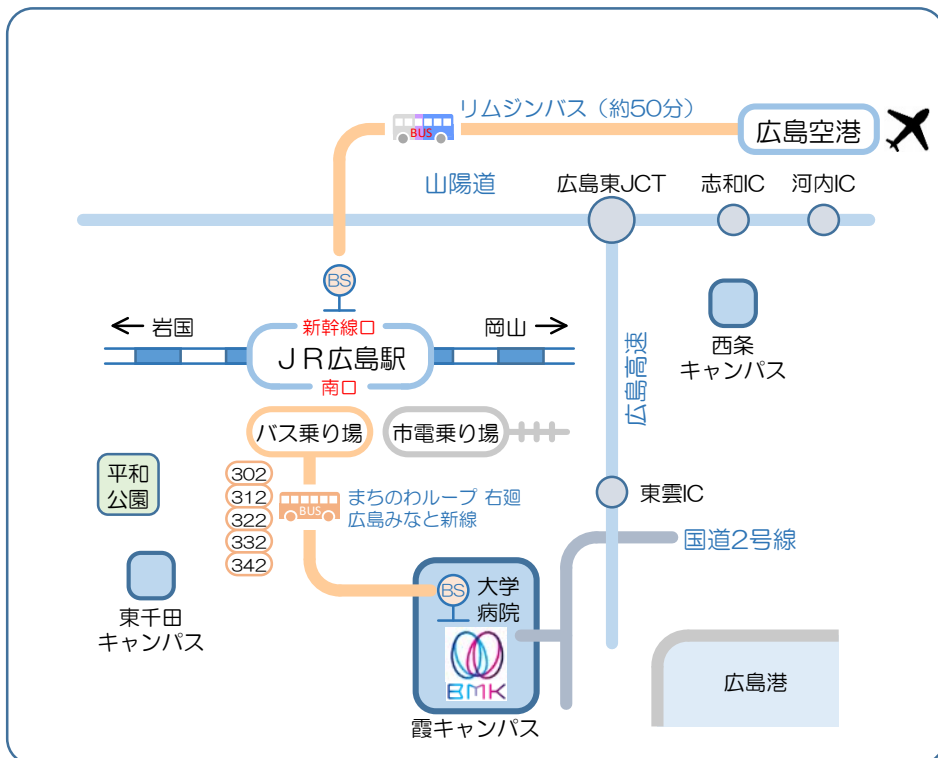 リムジンバス（約50分）
BUS
広島空港
山陽道
広島東JCT
志和IC
河内IC
BS
岩国
新幹線口
岡山
JR広島駅
南口
西条
キャンパス
広島高速
バス乗り場
市電乗り場
平和
公園
302
312
322
332
342
BUS
まちのわループ 右廻
広島みなと新線
東雲IC
国道2号線
東千田
キャンパス
BS
大学
病院
BMK
霞キャンパス
広島港